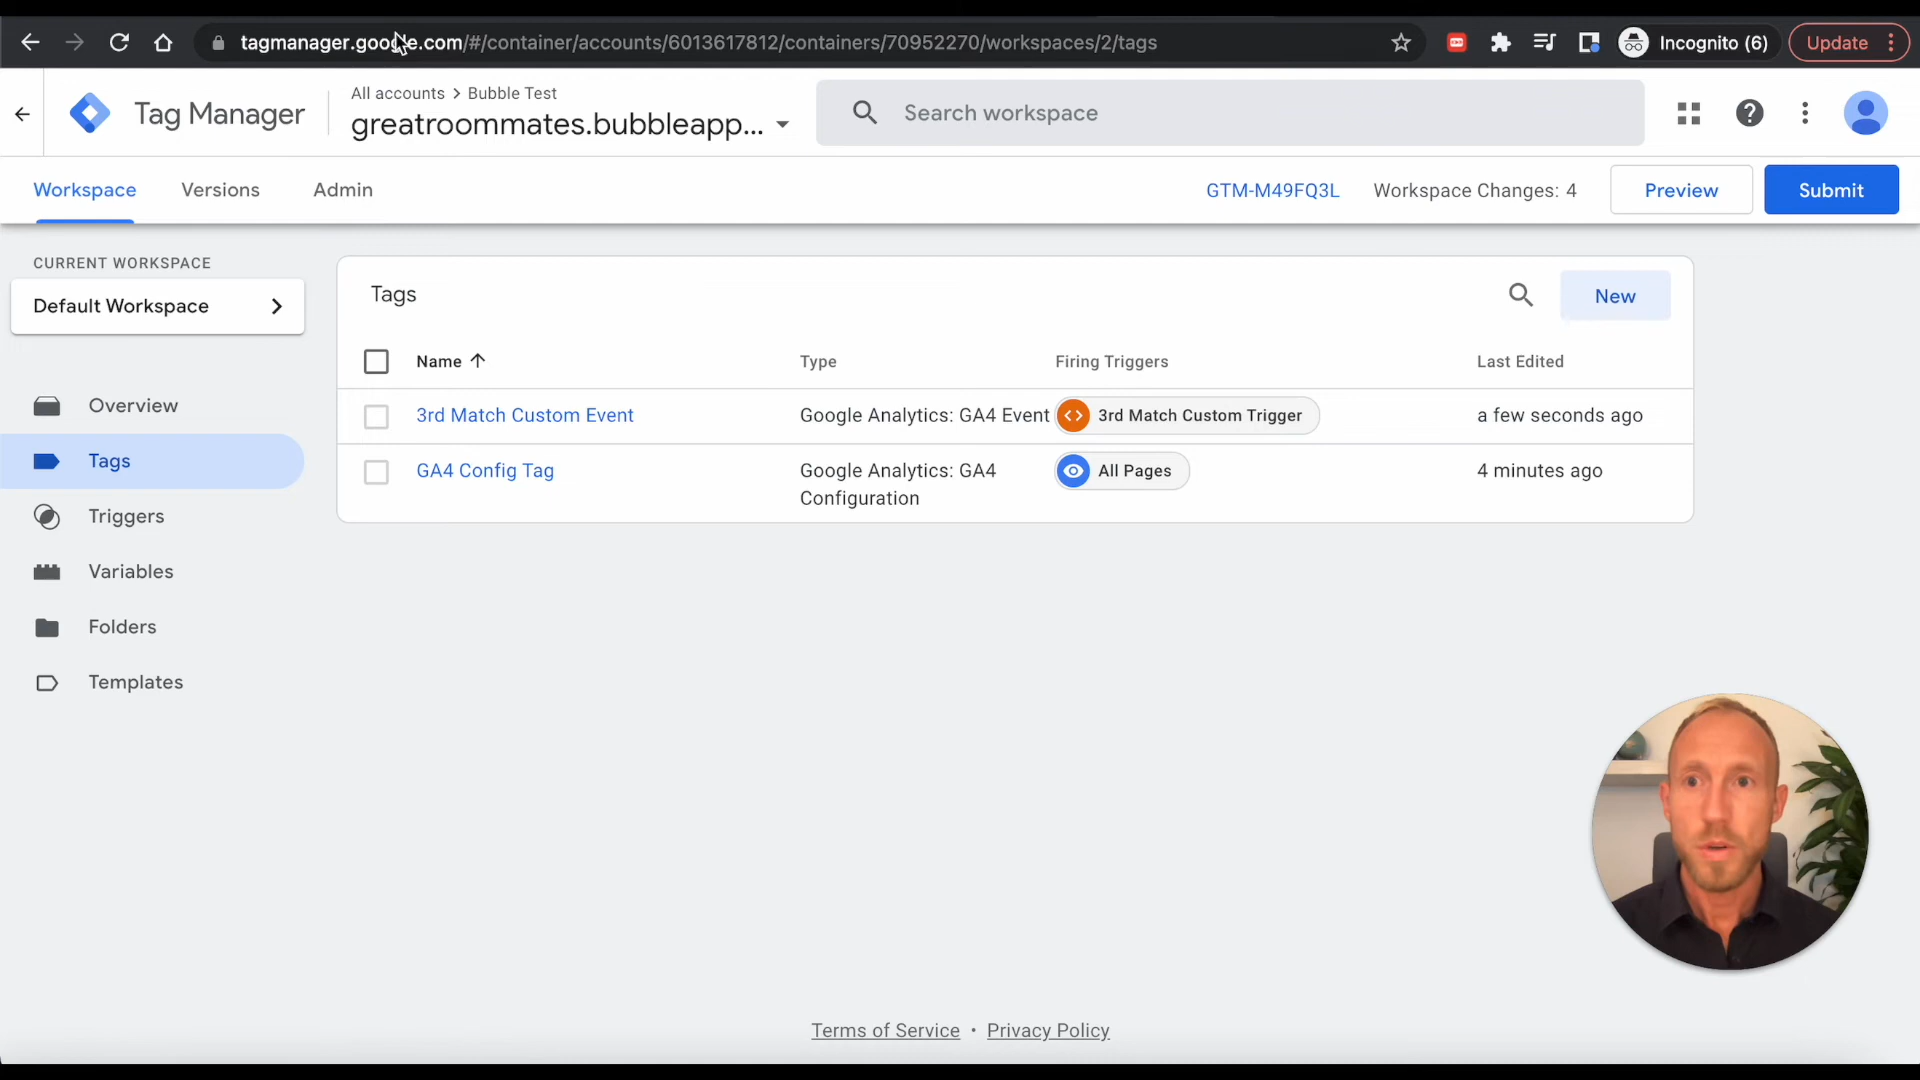 tagmanager.google.com/#/container/accounts/6013617812/containers/70952270/workspaces/2/tags
Incognito (6)
Update
Tag Manager
All accounts > Bubble Test
greatroommates.bubbleapp...
Search workspace
Workspace
Versions
Admin
GTM-M49FQ3L
Workspace Changes: 4
Preview
Submit
CURRENT WORKSPACE
Default Workspace
Overview
Tags
Triggers
Variables
Folders
Templates
Tags
New
Name
Type
Firing Triggers
Last Edited
3rd Match Custom Event
Google Analytics: GA4 Event
3rd Match Custom Trigger
a few seconds ago
GA4 Config Tag
Google Analytics: GA4
Configuration
All Pages
4 minutes ago
Terms of Service • Privacy Policy